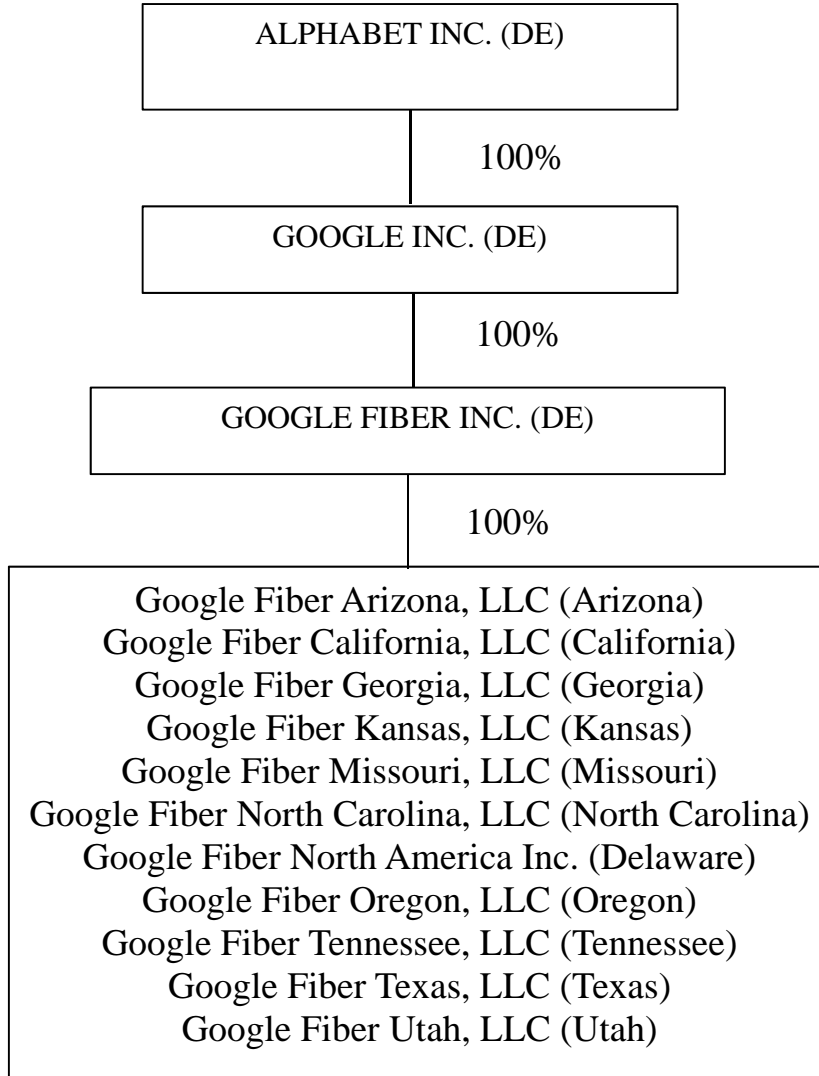 ALPHABET INC. (DE)
100%
GOOGLE INC. (DE)
100%
GOOGLE FIBER INC. (DE)
100%
Google Fiber Arizona, LLC (Arizona)
Google Fiber California, LLC (California)
Google Fiber Georgia, LLC (Georgia)
Google Fiber Kansas, LLC (Kansas)
Google Fiber Missouri, LLC (Missouri)
Google Fiber North Carolina, LLC (North Carolina)
Google Fiber North America Inc. (Delaware)
Google Fiber Oregon, LLC (Oregon)
Google Fiber Tennessee, LLC (Tennessee)
Google Fiber Texas, LLC (Texas)
Google Fiber Utah, LLC (Utah)